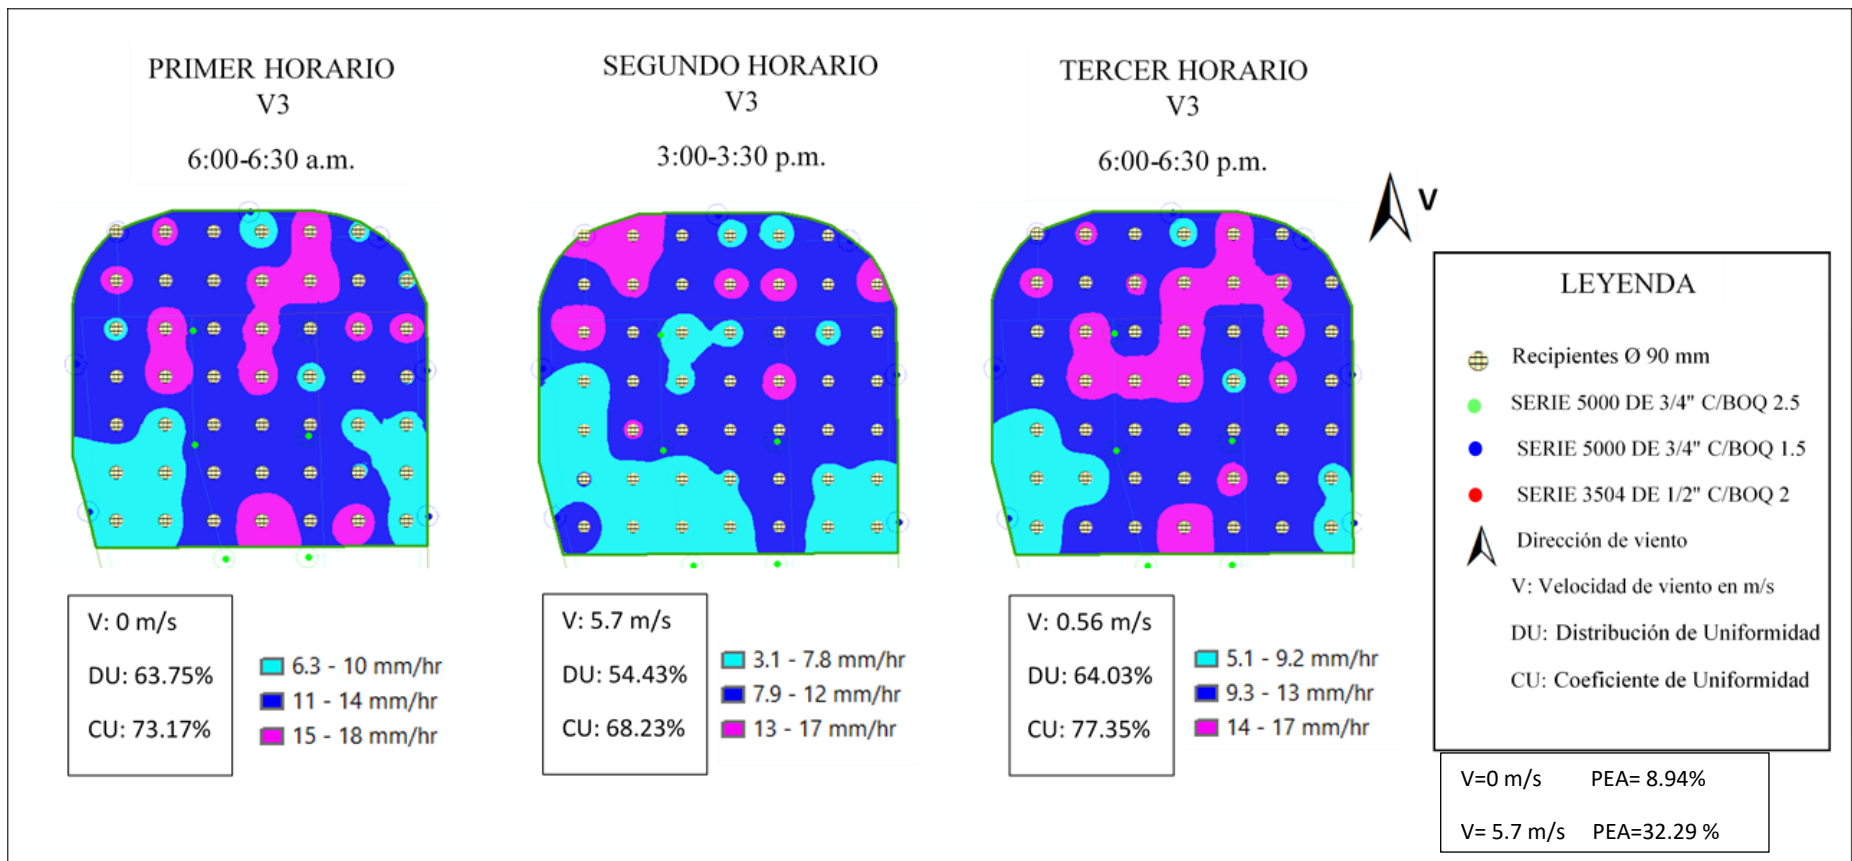 PRIMER HORARIO
V3
6:00-6:30 a.m.
SEGUNDO HORARIO
V3
3:00-3:30 p.m.
TERCER HORARIO
V3
6:00-6:30 p.m.
V
V: 0 m/s
DU: 63.75%
CU: 73.17%
6.3 - 10 mm/hr
11 - 14 mm/hr
15 - 18 mm/hr
V: 5.7 m/s
DU: 54.43%
CU: 68.23%
3.1 - 7.8 mm/hr
7.9 - 12 mm/hr
13 - 17 mm/hr
V: 0.56 m/s
DU: 64.03%
CU: 77.35%
5.1 - 9.2 mm/hr
9.3 - 13 mm/hr
14 - 17 mm/hr
LEYENDA
Recipientes Ø 90 mm
SERIE 5000 DE 3/4" C/BOQ 2.5
SERIE 5000 DE 3/4" C/BOQ 1.5
SERIE 3504 DE 1/2" C/BOQ 2
Dirección de viento
V: Velocidad de viento en m/s
DU: Distribución de Uniformidad
CU: Coeficiente de Uniformidad
V=0 m/s PEA= 8.94%
V= 5.7 m/s PEA=32.29 %